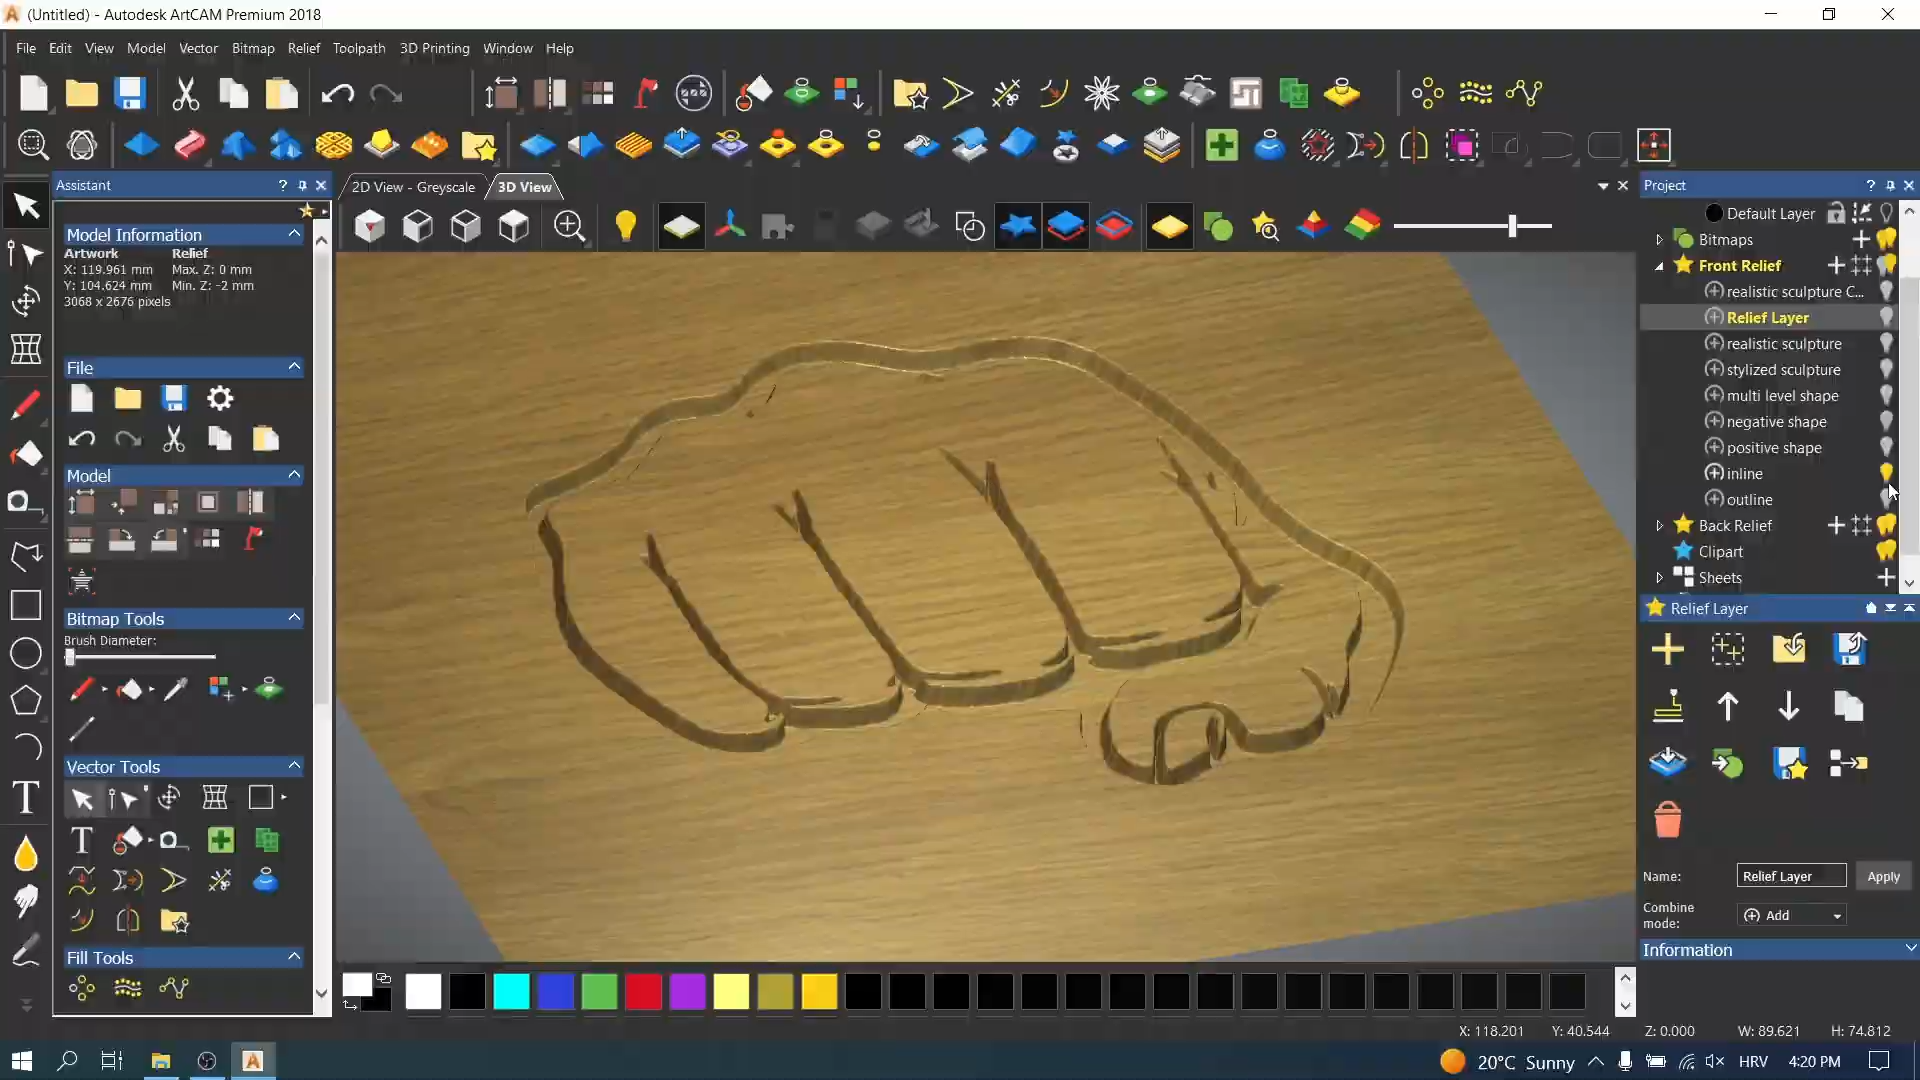 (Untitled) - Autodesk ArtCAM Premium 2018
File Edit View Model Vector Bitmap Relief Toolpath 3D Printing Window Help
Assistant
2D View - Greyscale 3D View
Project
Model Information
Artwork Relief
X: 119.961 mm Max. Z: 0 mm
Y: 104.624 mm Min. Z: -2 mm
3068 x 2676 pixels
File
Model
Bitmap Tools
Brush Diameter:
Vector Tools
Fill Tools
Default Layer
Bitmaps
Front Relief
realistic sculpture C...
Relief Layer
realistic sculpture
stylized sculpture
multi level shape
negative shape
positive shape
inline
outline
Back Relief
Clipart
Sheets
Relief Layer
Name: Relief Layer Apply
Combine mode: Add
Information
X: 118.201 Y: 40.544 Z: 0.000 W: 89.621 H: 74.812
20°C Sunny HRV 4:20 PM